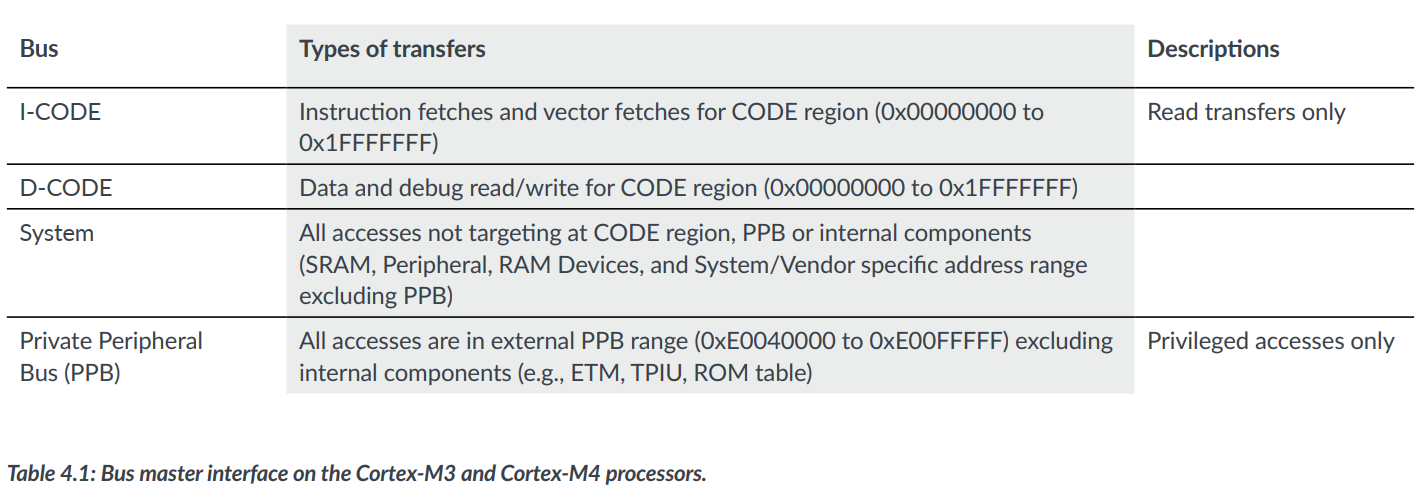 Bus Types of transfers Descriptions
I-CODE Instruction fetches and vector fetches for CODE region (0x00000000 to Read transfers only
0x1FFFFFFF)
D-CODE Data and debug read/write for CODE region (0x00000000 to 0x1FFFFFFF)
System All accesses not targeting at CODE region, PPB or internal components
(SRAM, Peripheral, RAM Devices, and System/Vendor specific address range
excluding PPB)
Private Peripheral All accesses are in external PPB range (0xE0040000 to 0xE00FFFFF) excluding Privileged accesses only
Bus (PPB) internal components (e.g., ETM, TPIU, ROM table)
Table 4.1: Bus master interface on the Cortex-M3 and Cortex-M4 processors.